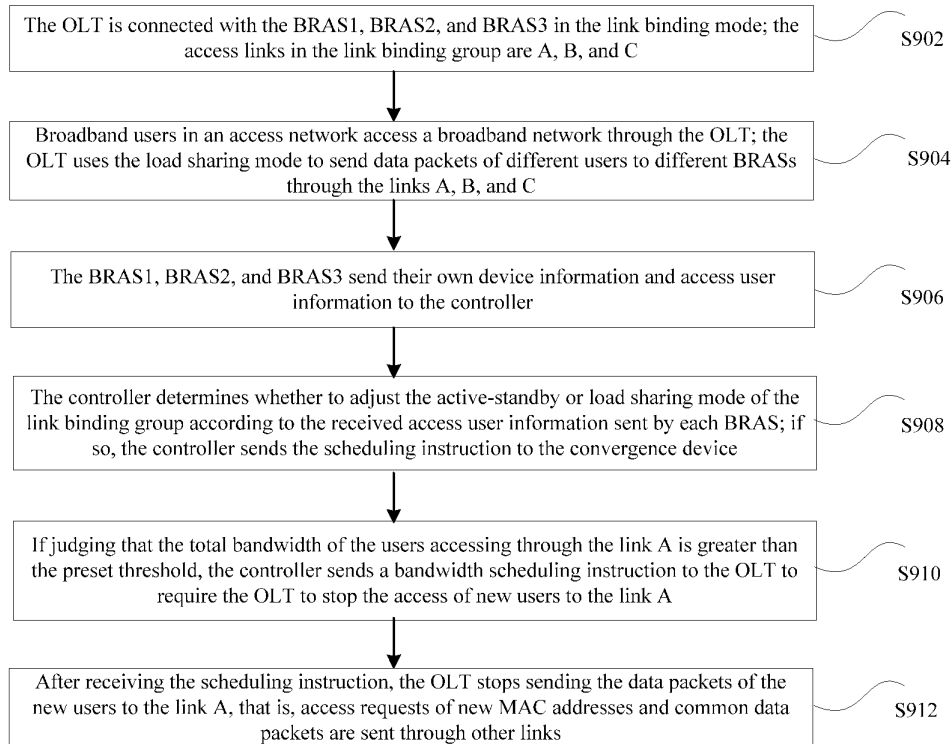 The OLT is connected with the BRAS1, BRAS2, and BRAS3 in the link binding mode; the
access links in the link binding group are A, B, and C
S902
Broadband users in an access network access a broadband network through the OLT; the
OLT uses the load sharing mode to send data packets of different users to different BRASs
through the links A, B, and C
S904
The BRAS1, BRAS2, and BRAS3 send their own device information and access user
information to the controller
S906
The controller determines whether to adjust the active-standby or load sharing mode of the
link binding group according to the received access user information sent by each BRAS; if
so, the controller sends the scheduling instruction to the convergence device
S908
If judging that the total bandwidth of the users accessing through the link A is greater than
the preset threshold, the controller sends a bandwidth scheduling instruction to the OLT to
require the OLT to stop the access of new users to the link A
S910
After receiving the scheduling instruction, the OLT stops sending the data packets of the
new users to the link A, that is, access requests of new MAC addresses and common data
packets are sent through other links
S912